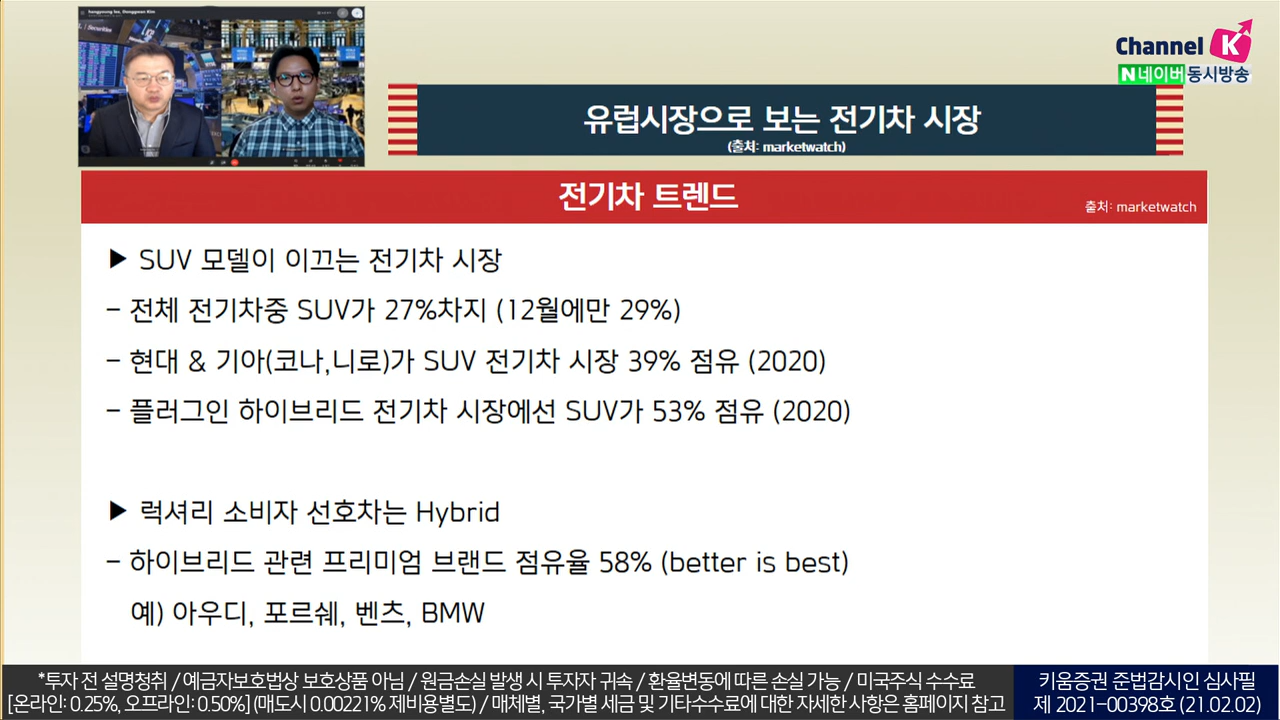 hangyoung lee, Donggwan Kim
Channel K
N 네이버 동시방송
유럽시장으로 보는 전기차 시장
(출처: marketwatch)
전기차 트렌드
출처: marketwatch
▶ SUV 모델이 이끄는 전기차 시장
- 전체 전기차중 SUV가 27%차지 (12월에만 29%)
- 현대 & 기아(코나,니로)가 SUV 전기차 시장 39% 점유 (2020)
- 플러그인 하이브리드 전기차 시장에선 SUV가 53% 점유 (2020)
▶ 럭셔리 소비자 선호차는 Hybrid
- 하이브리드 관련 프리미엄 브랜드 점유율 58% (better is best)
예) 아우디, 포르쉐, 벤츠, BMW
*투자 전 설명청취 / 예금자보호법상 보호상품 아님 / 원금손실 발생 시 투자자 귀속 / 환율변동에 따른 손실 가능 / 미국주식 수수료
[온라인: 0.25%, 오프라인: 0.50%] (매도시 0.00221% 제비용별도) / 매체별, 국가별 세금 및 기타수수료에 대한 자세한 사항은 홈페이지 참고
키움증권 준법감시인 심사필
제 2021-00398호 (21.02.02)